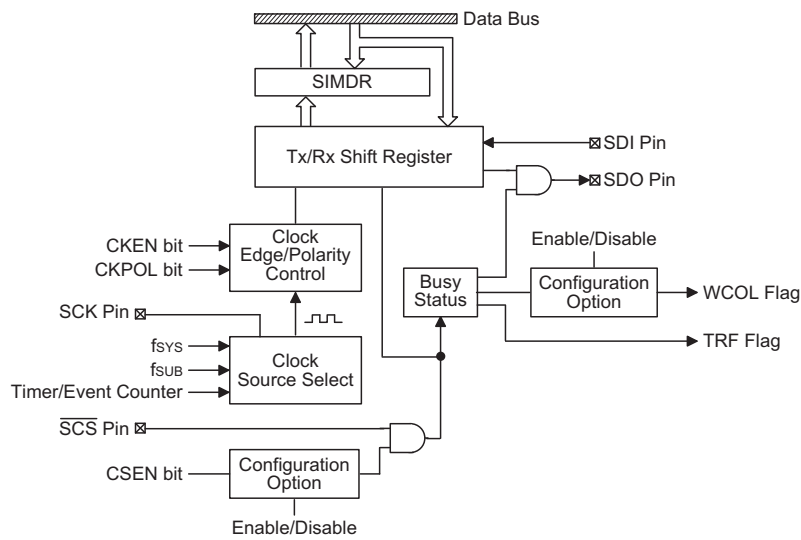 Data Bus
SIMDR
Tx/Rx Shift Register
SDI Pin
SDO Pin
CKEN bit
CKPOL bit
Clock
Edge/Polarity
Control
Enable/Disable
Busy
Status
Configuration
Option
WCOL Flag
TRF Flag
SCK Pin
fSYS
fSUB
Timer/Event Counter
Clock
Source Select
SCS Pin
CSEN bit
Configuration
Option
Enable/Disable